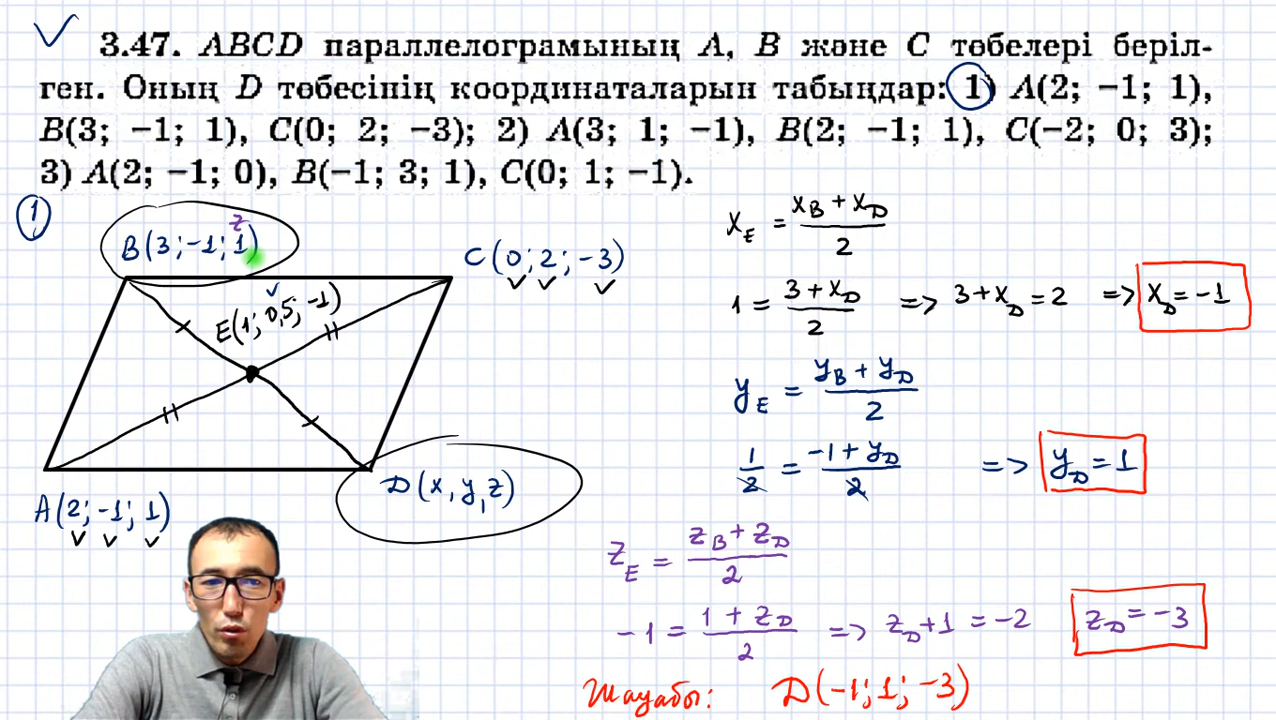 3.47. ABCD параллелограмының A, B және C төбелері беріл-
ген. Оның D төбесінің координаталарын табыңдар: 1) A(2; −1; 1),
B(3; −1; 1), C(0; 2; −3); 2) A(3; 1; −1), B(2; −1; 1), C(−2; 0; 3);
3) A(2; −1; 0), B(−1; 3; 1), C(0; 1; −1).
1
z
B(3;-1;1)
C(0;2;-3)
E(1;0,5;-1)
A(2;-1;1)
D(x,y,z)
x_E = (x_B + x_D)/2
1 = (3+x_D)/2 => 3+x_D = 2 => x_D = -1
y_E = (y_B + y_D)/2
1/2 = (-1+y_D)/2 => y_D = 1
z_E = (z_B + z_D)/2
-1 = (1+z_D)/2 => z_D+1 = -2 z_D = -3
Жауабы: D(-1;1;-3)